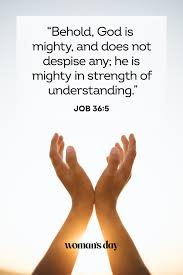 “Behold, God is
mighty, and does not
despise any; he is
mighty in strength of
understanding.”
JOB 36:5
woman's day